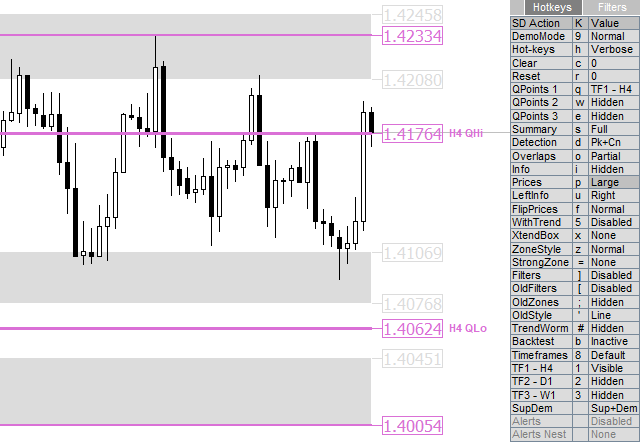 1.42458
1.42334
1.42080
1.41764 H4 QHi
1.41069
1.40768
1.40624 H4 QLo
1.40451
1.40054
Hotkeys Filters
SD Action K Value
DemoMode 9 Normal
Hot-keys h Verbose
Clear c 0
Reset r 0
QPoints 1 q TF1 - H4
QPoints 2 w Hidden
QPoints 3 e Hidden
Summary s Full
Detection d Pk+Cn
Overlaps o Partial
Info i Hidden
Prices p Large
LeftInfo u Right
FlipPrices f Normal
WithTrend 5 Disabled
XtendBox x None
ZoneStyle z Normal
StrongZone = None
Filters ] Disabled
OldFilters [ Disabled
OldZones ; Hidden
OldStyle ' Line
TrendWorm # Hidden
Backtest b Inactive
Timeframes 8 Default
TF1 - H4 1 Visible
TF2 - D1 2 Hidden
TF3 - W1 3 Hidden
SupDem Sup+Dem
Alerts Disabled
Alerts Nest None